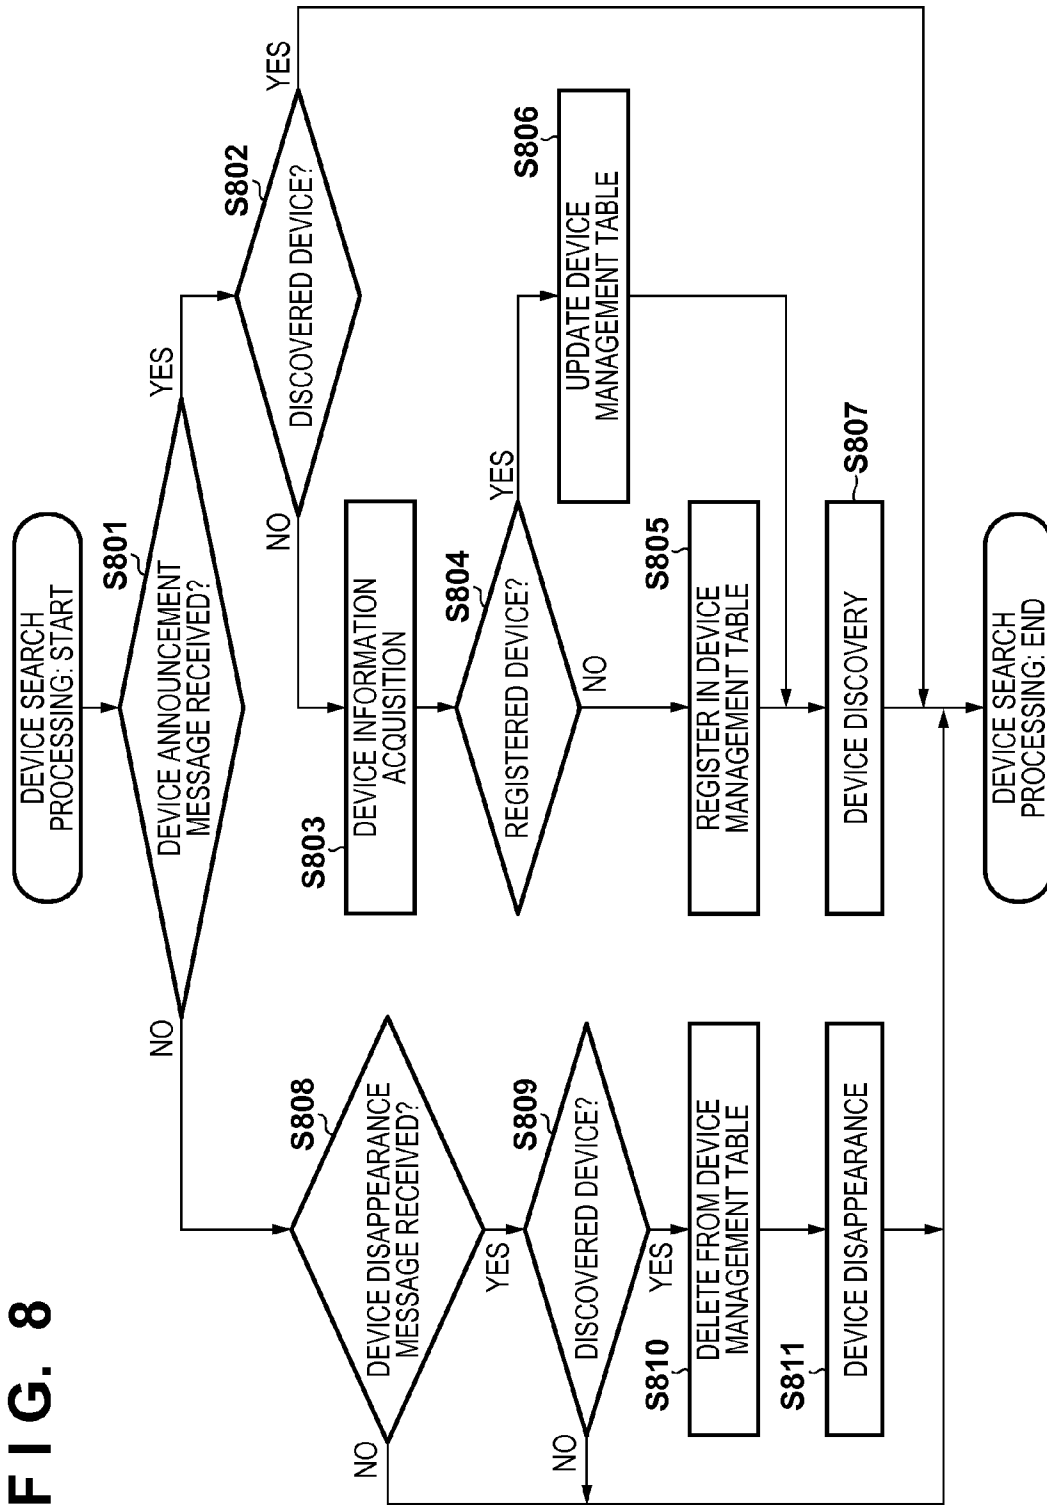 FIG. 8
DEVICE SEARCH
PROCESSING: START
S801
DEVICE ANNOUNCEMENT
MESSAGE RECEIVED?
NO
YES
S802
DISCOVERED DEVICE?
YES
NO
S803
DEVICE INFORMATION
ACQUISITION
S804
REGISTERED DEVICE?
YES
NO
S805
REGISTER IN DEVICE
MANAGEMENT TABLE
S806
UPDATE DEVICE
MANAGEMENT TABLE
S807
DEVICE DISCOVERY
S808
DEVICE DISAPPEARANCE
MESSAGE RECEIVED?
NO
YES
S809
DISCOVERED DEVICE?
NO
YES
S810
DELETE FROM DEVICE
MANAGEMENT TABLE
S811
DEVICE DISAPPEARANCE
DEVICE SEARCH
PROCESSING: END